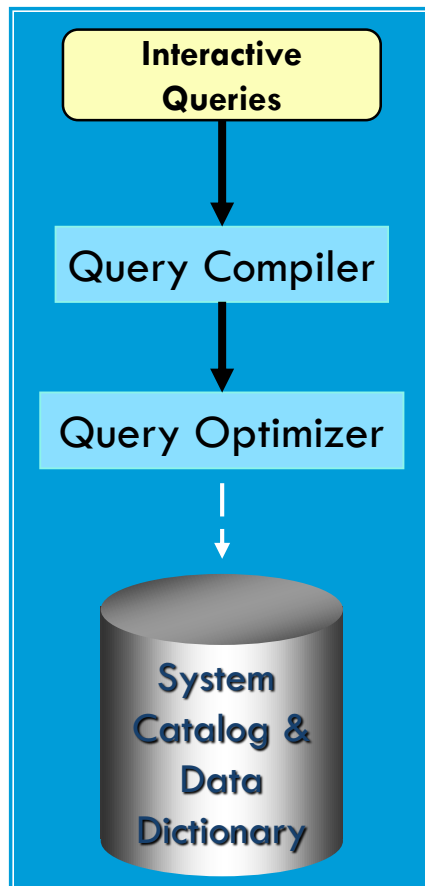 Interactive
Queries
Query Compiler
Query Optimizer
System
Catalog &
Data
Dictionary